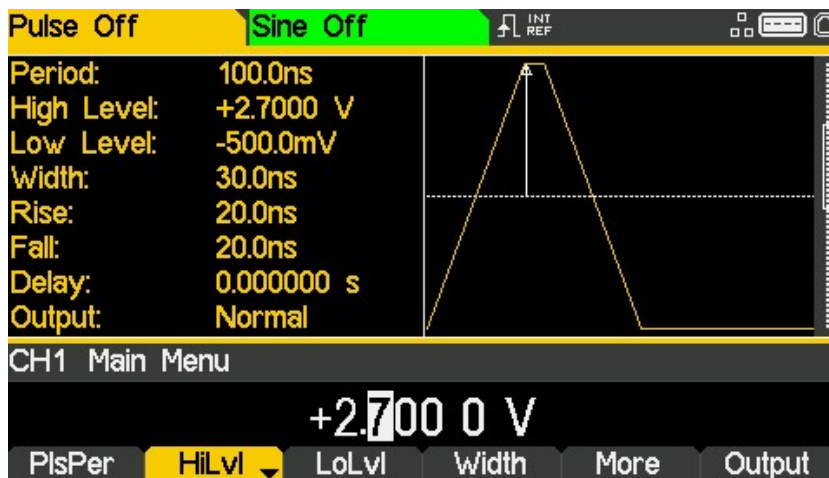 Pulse Off Sine Off INT REF
Period: 100.0ns
High Level: +2.7000 V
Low Level: -500.0mV
Width: 30.0ns
Rise: 20.0ns
Fall: 20.0ns
Delay: 0.000000 s
Output: Normal
CH1 Main Menu
+2.700 0 V
PlsPer HiLvl LoLvl Width More Output